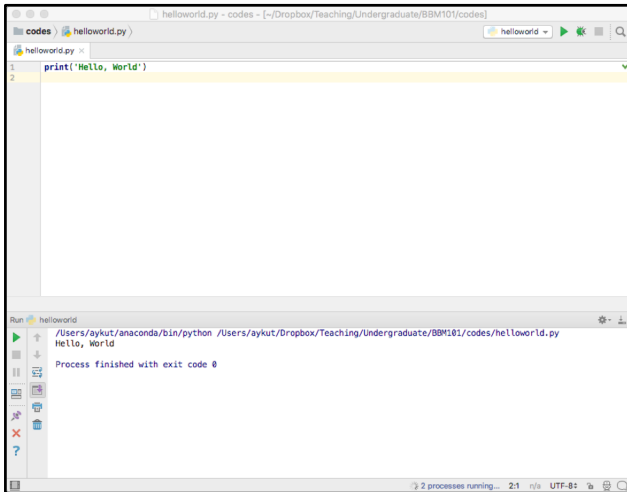 helloworld.py - codes - [~/Dropbox/Teaching/Undergraduate/BBM101/codes]
codes helloworld.py helloworld
helloworld.py
1 print('Hello, World')
2
Run helloworld
/Users/aykut/anaconda/bin/python /Users/aykut/Dropbox/Teaching/Undergraduate/BBM101/codes/helloworld.py
Hello, World
Process finished with exit code 0
?
2 processes running... 2:1 n/a UTF-8